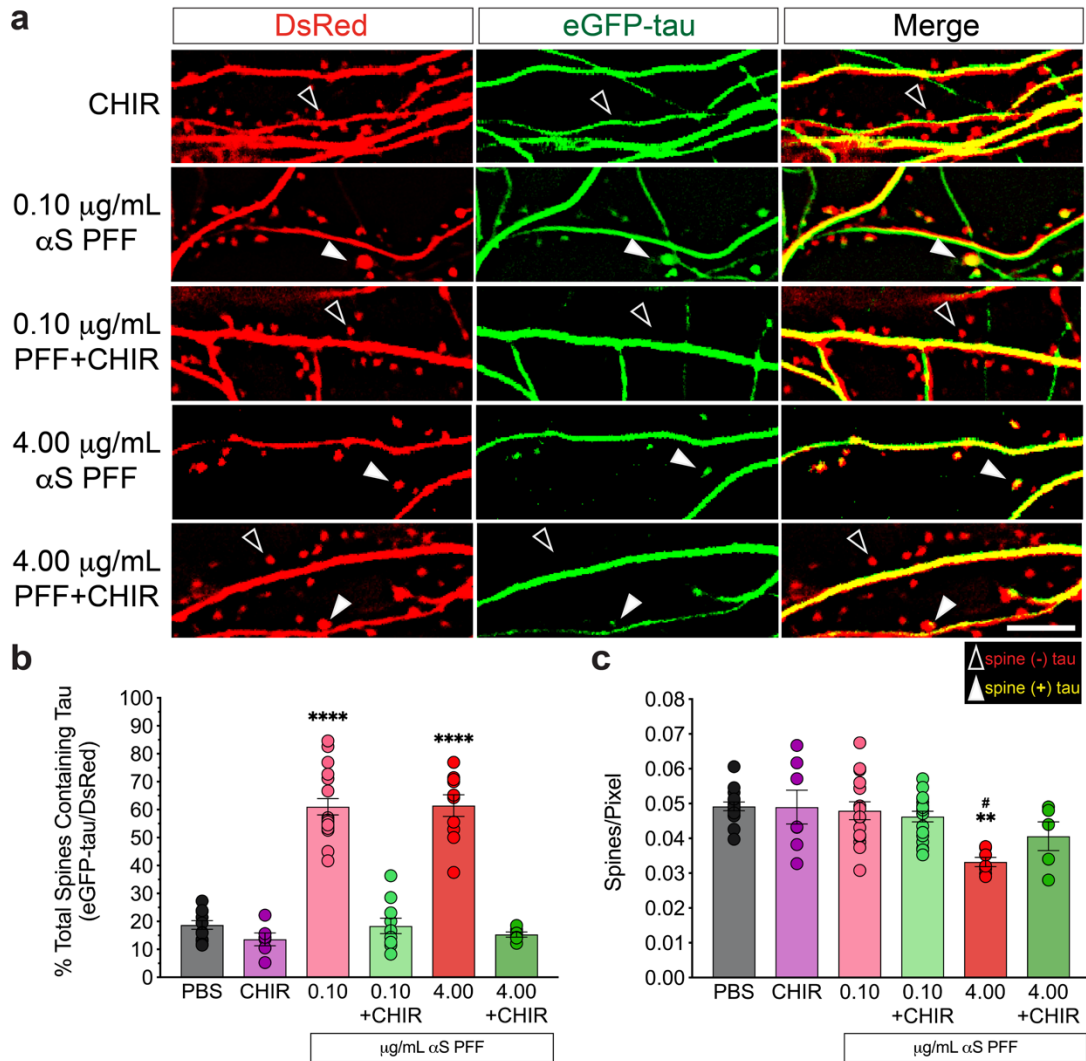 a
DsRed
eGFP-tau
Merge
CHIR
0.10 μg/mL
αS PFF
0.10 μg/mL
PFF+CHIR
4.00 μg/mL
αS PFF
4.00 μg/mL
PFF+CHIR
spine (-) tau
spine (+) tau
b
% Total Spines Containing Tau
(eGFP-tau/DsRed)
100
90
80
70
60
50
40
30
20
10
0
****
****
PBS
CHIR
0.10
0.10
+CHIR
4.00
4.00
+CHIR
μg/mL αS PFF
c
Spines/Pixel
0.08
0.07
0.06
0.05
0.04
0.03
0.02
0.01
0.00
#
**
PBS
CHIR
0.10
0.10
+CHIR
4.00
4.00
+CHIR
μg/mL αS PFF